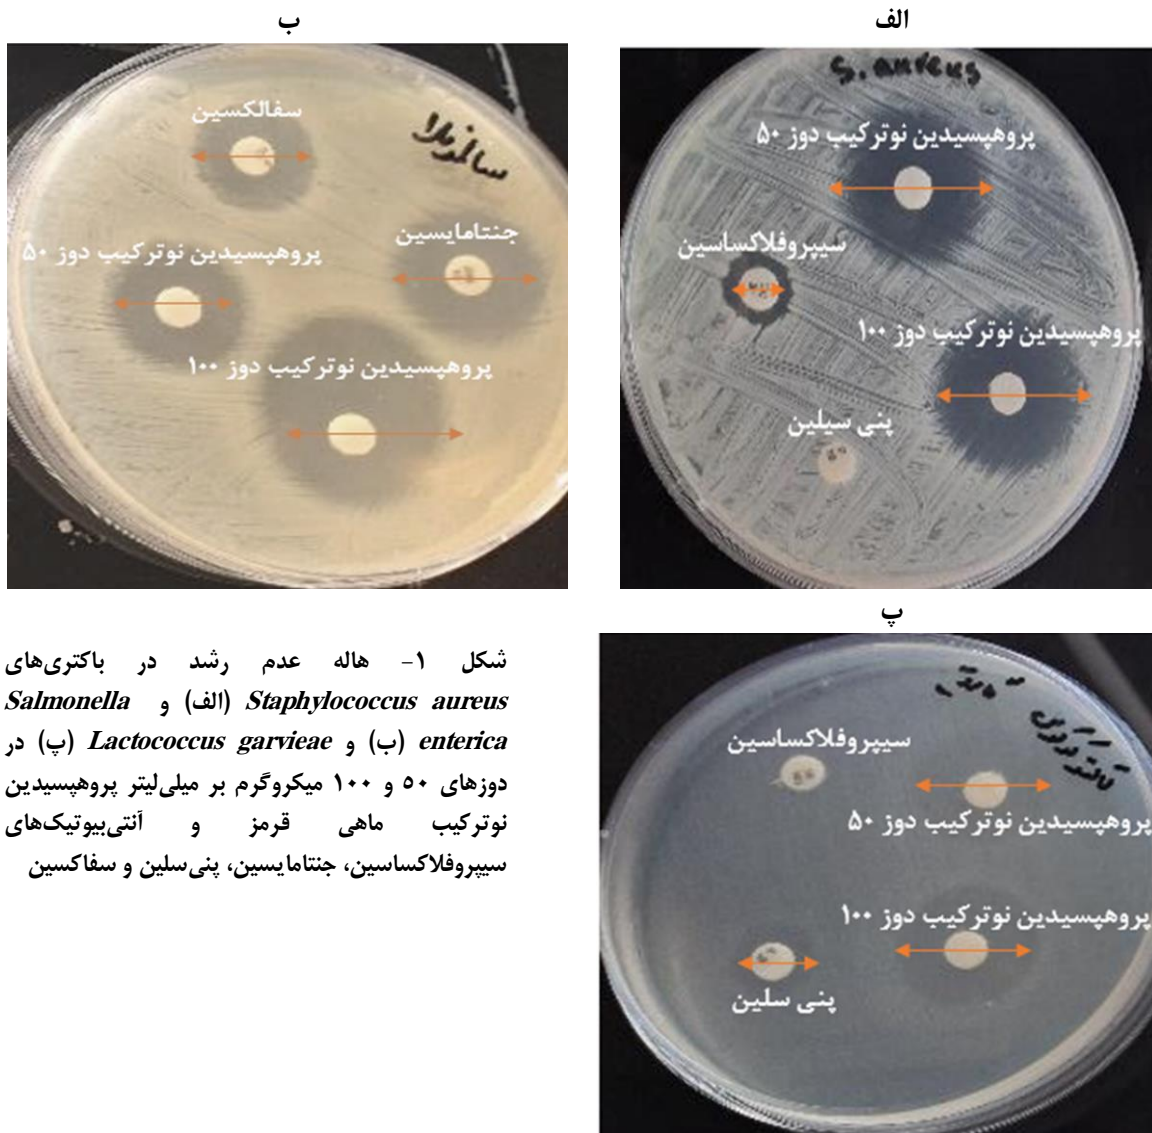 الف
ب
S. aureus
پروهپسیدین نوترکیب دوز ۵۰
سیپروفلاکساسین
پروهپسیدین نوترکیب دوز ۱۰۰
پنی سیلین
سفالکسین
سالمونلا
جنتامایسین
پروهپسیدین نوترکیب دوز ۵۰
پروهپسیدین نوترکیب دوز ۱۰۰
پ
سیپروفلاکساسین
پروهپسیدین نوترکیب دوز ۵۰
پروهپسیدین نوترکیب دوز ۱۰۰
پنی سلین
شکل ۱- هاله عدم رشد در باکتری‌های
Staphylococcus aureus (الف) و Salmonella
enterica (ب) و Lactococcus garvieae (پ) در
دوزهای ۵۰ و ۱۰۰ میکروگرم بر میلی‌لیتر پروهپسیدین
نوترکیب ماهی قرمز و آنتی‌بیوتیک‌های
سیپروفلاکساسین، جنتامایسین، پنی‌سلین و سفاکسین